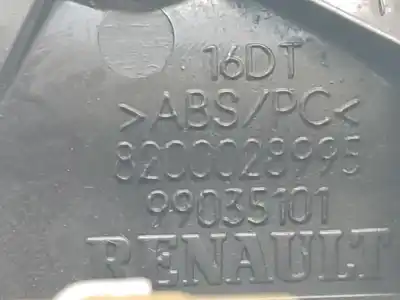 16DT
>ABS/PC<
8200028995
99035101
RENAULT